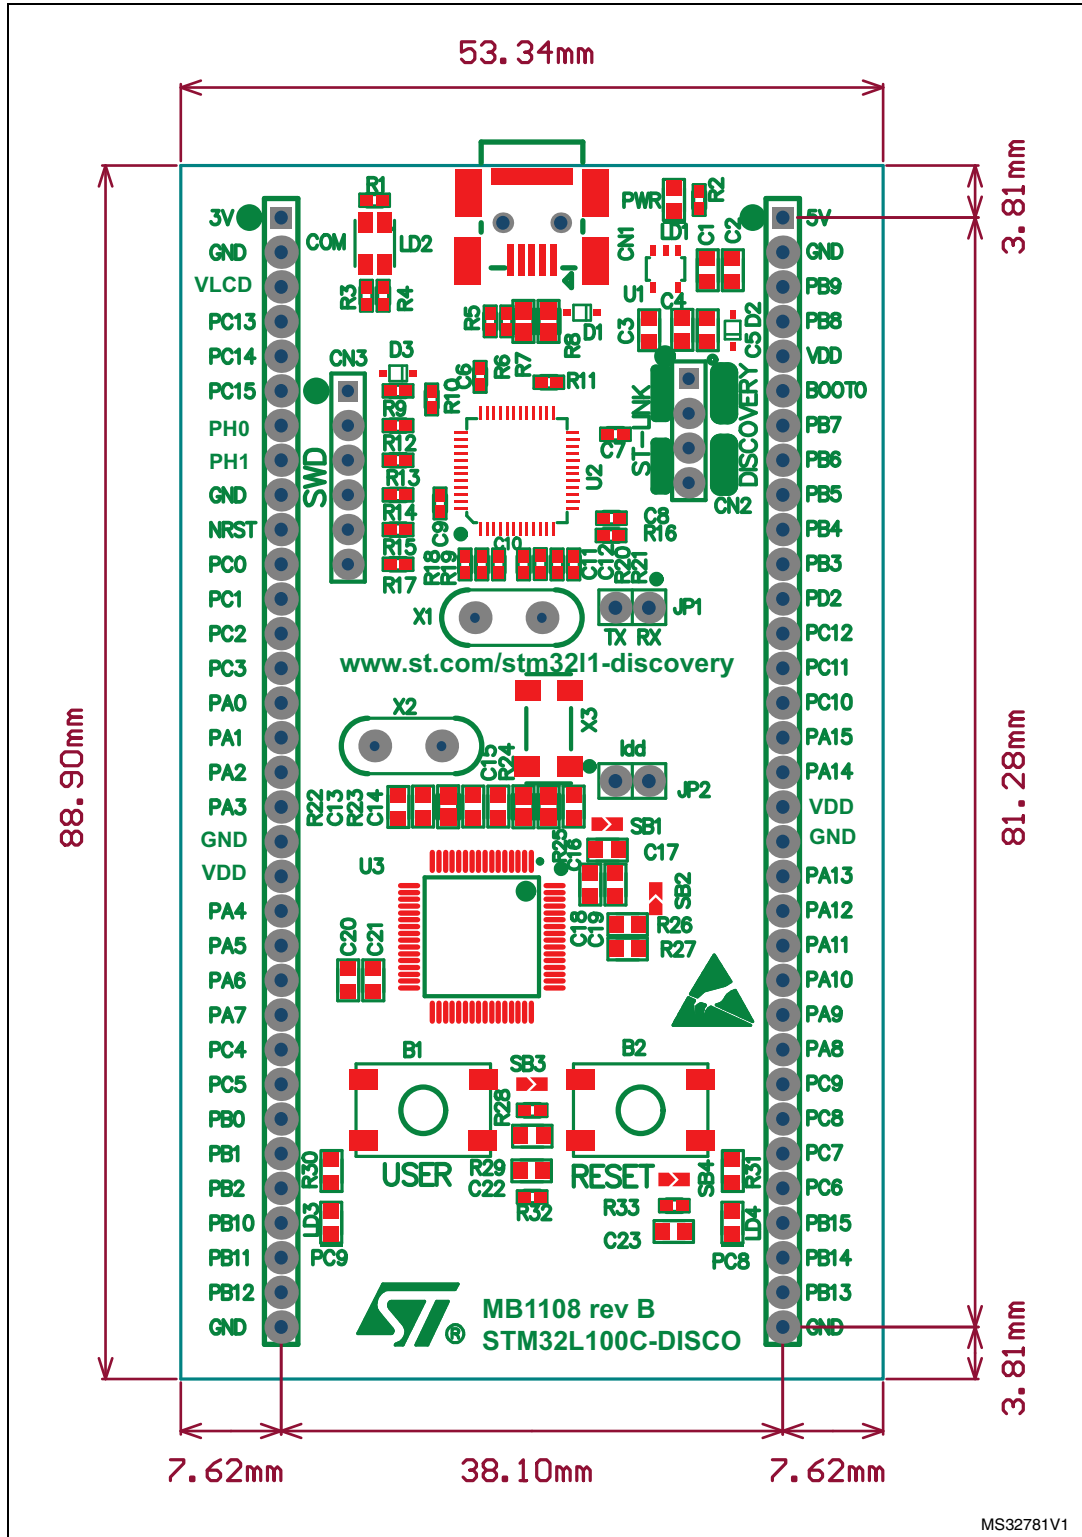 53.34mm
3.81mm
R1
PWR
R2
3V
COM
LD2
CN1
LD1
C1
C2
5V
GND
GND
VLCD
R3
R4
U1
PB9
PC13
R5
D1
C3
C4
D2
PB8
PC14
CN3
D3
R6
R7
R8
C5
VDD
PC15
R9
R10
C6
R11
ST-LINK
DISCOVERY
BOOT0
PH0
R12
C7
PB7
PH1
SWD
R13
U2
PB6
GND
R14
CN2
PB5
NRST
R15
C9
C8
R16
PB4
PC0
R17
R18
R19
C10
C11
C12
R20
R21
PB3
PC1
X1
JP1
PD2
PC2
TX RX
PC12
PC3
www.st.com/stm32l1-discovery
PC11
PA0
X2
X3
PC10
PA1
Idd
PA15
PA2
C15
R24
JP2
PA14
PA3
R22
C13
R23
C14
SB1
VDD
GND
R25
C16
C17
GND
VDD
U3
SB2
PA13
PA4
C18
C19
R26
PA12
PA5
C20
C21
R27
PA11
PA6
PA10
PA7
PA9
PC4
B1
SB3
B2
PA8
PC5
R28
PC9
PB0
PC8
PB1
R30
USER
R29
RESET
SB4
R31
PC7
PB2
C22
PC6
PB10
LD3
R32
R33
LD4
PB15
PB11
PC9
C23
PC8
PB14
PB12
PB13
GND
MB1108 rev B
STM32L100C-DISCO
®
GND
88.90mm
81.28mm
3.81mm
7.62mm
38.10mm
7.62mm
MS32781V1